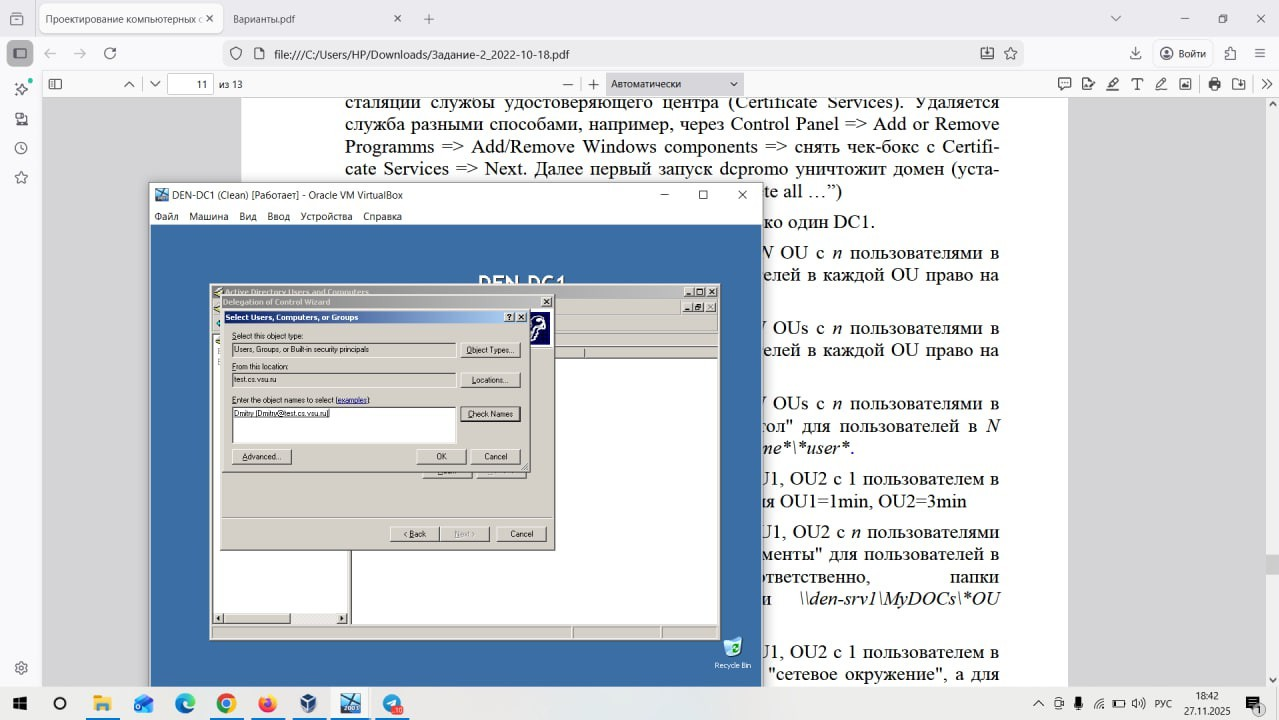 Проектирование компьютерных с
Варианты.pdf
file:///C:/Users/HP/Downloads/Задание-2_2022-10-18.pdf
Войти
11 из 13
Автоматически
сталяции службы удостоверяющего центра (Certificate Services). Удаляется
служба разными способами, например, через Control Panel => Add or Remove
Programms => Add/Remove Windows components => снять чек-бокс с Certifi-
cate Services => Next. Далее первый запуск dcpromo уничтожит домен (уста-
te all …”)
ко один DC1.
N OU с n пользователями в
елей в каждой OU право на
OUs с n пользователями в
елей в каждой OU право на
OUs с n пользователями в
ол" для пользователей в N
me*\*user*.
U1, OU2 с 1 пользователем в
ия OU1=1min, OU2=3min
U1, OU2 с n пользователями
менты" для пользователей в
ответственно, папки
и \\den-srv1\MyDOCs\*OU
U1, OU2 с 1 пользователем в
"сетевое окружение", а для
DEN-DC1 (Clean) [Работает] - Oracle VM VirtualBox
Файл Машина Вид Ввод Устройства Справка
DEN-DC1
Active Directory Users and Computers
Delegation of Control Wizard
Select Users, Computers, or Groups
Select this object type:
Users, Groups, or Built-in security principals
Object Types...
From this location:
test.cs.vsu.ru
Locations...
Enter the object names to select (examples):
Dmitry (Dmitry@test.cs.vsu.ru)
Check Names
Advanced...
OK
Cancel
< Back
Next >
Cancel
Recycle Bin
РУС
18:42
27.11.2025